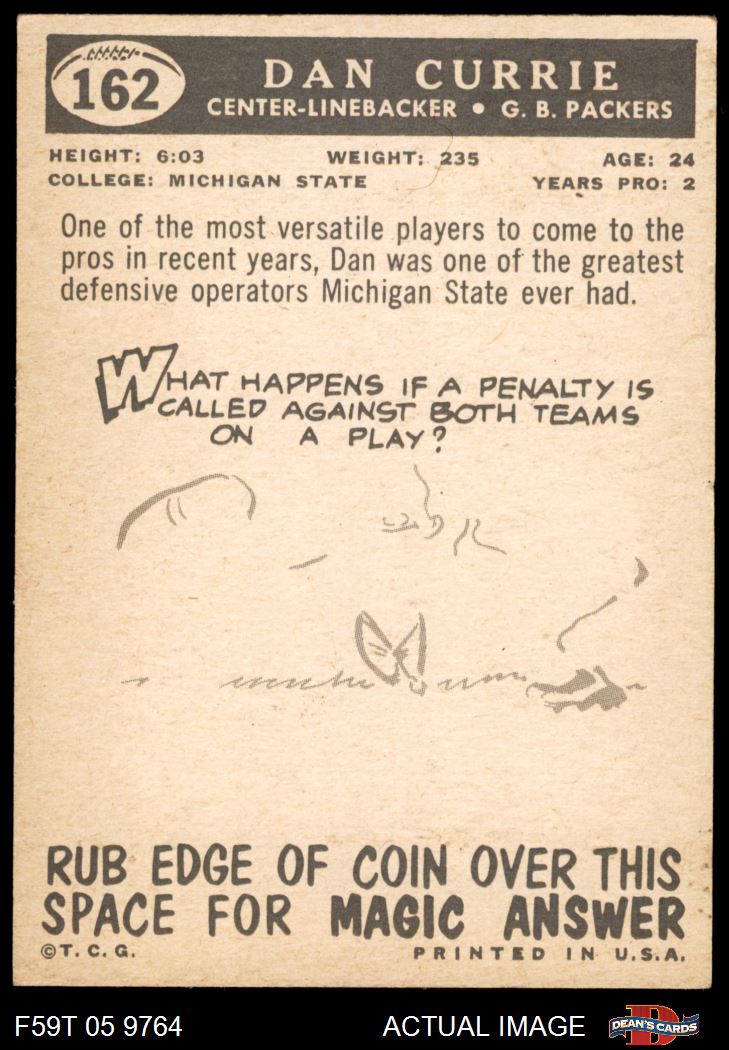 162
DAN CURRIE
CENTER-LINEBACKER • G. B. PACKERS
HEIGHT: 6:03 WEIGHT: 235 AGE: 24
COLLEGE: MICHIGAN STATE YEARS PRO: 2
One of the most versatile players to come to the
pros in recent years, Dan was one of the greatest
defensive operators Michigan State ever had.
WHAT HAPPENS IF A PENALTY IS
CALLED AGAINST BOTH TEAMS
ON A PLAY?
RUB EDGE OF COIN OVER THIS
SPACE FOR MAGIC ANSWER
©T. C. G. PRINTED IN U.S.A.
F59T 05 9764 ACTUAL IMAGE D DEAN'S CARDS